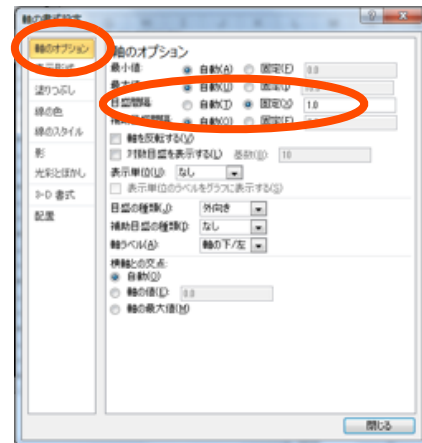 軸の書式設定
軸のオプション
表示形式
塗りつぶし
線の色
線のスタイル
影
光彩とぼかし
3-D 書式
配置
軸のオプション
最小値: 自動(A) 固定(F) 0.0
最大値: 自動(U) 固定(I) 10.0
目盛間隔: 自動(T) 固定(X) 1.0
補助目盛間隔: 自動(O) 固定(E)
軸を反転する(V)
対数目盛を表示する(L) 基数(B): 10
表示単位(U): なし
表示単位のラベルをグラフに表示する(S)
目盛の種類(J): 外向き
補助目盛の種類(I): なし
軸ラベル(A): 軸の下/左
横軸との交点:
自動(O)
軸の値(E): 0.0
軸の最大値(M)
閉じる